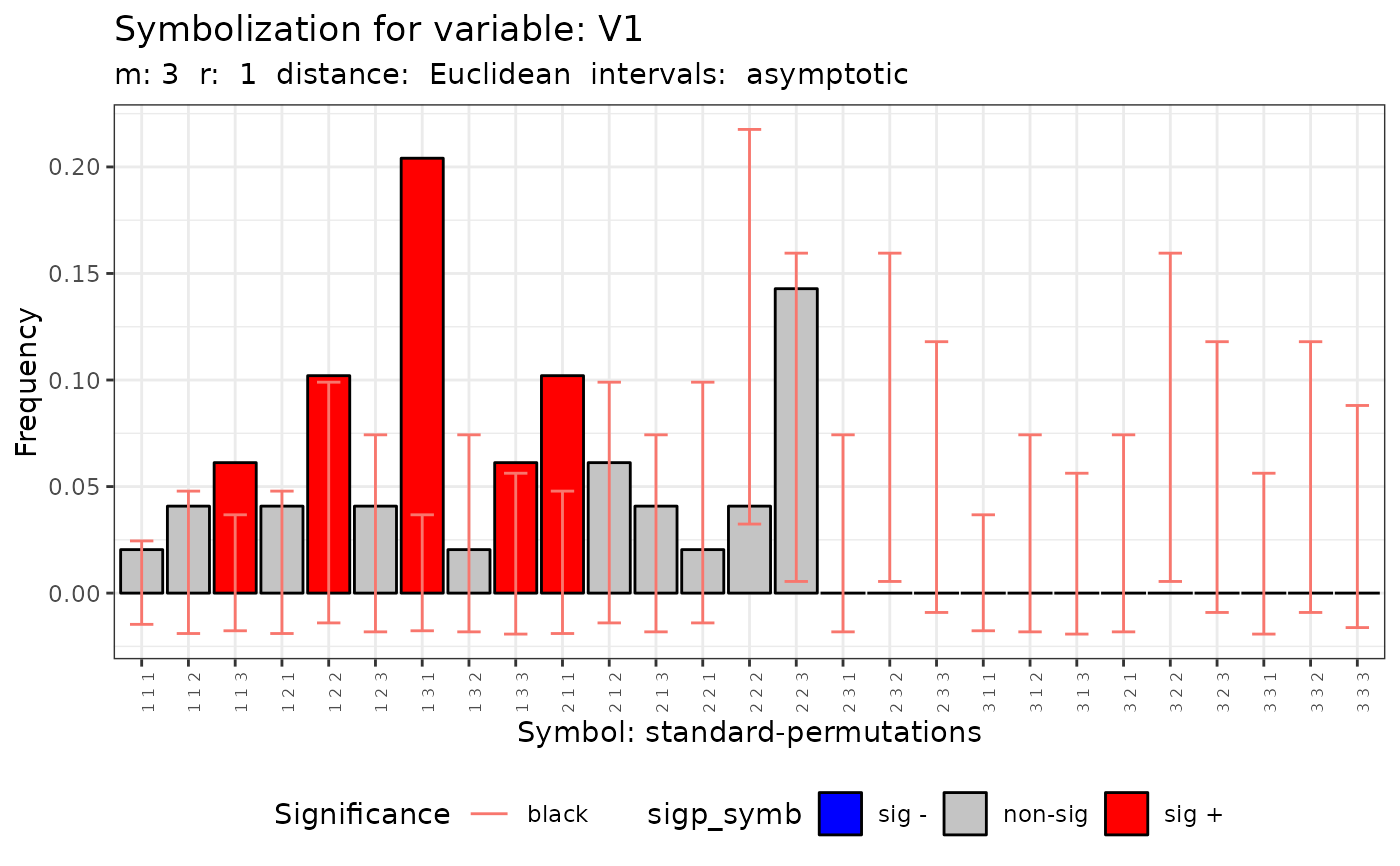 Symbolization for variable: V1
m: 3 r: 1 distance: Euclidean intervals: asymptotic
Frequency
0.20
0.15
0.10
0.05
0.00
1 1 1
1 1 2
1 1 3
1 2 1
1 2 2
1 2 3
1 3 1
1 3 2
1 3 3
2 1 1
2 1 2
2 1 3
2 2 1
2 2 2
2 2 3
2 3 1
2 3 2
2 3 3
3 1 1
3 1 2
3 1 3
3 2 1
3 2 2
3 2 3
3 3 1
3 3 2
3 3 3
Symbol: standard-permutations
Significance black sigp_symb sig - non-sig sig +